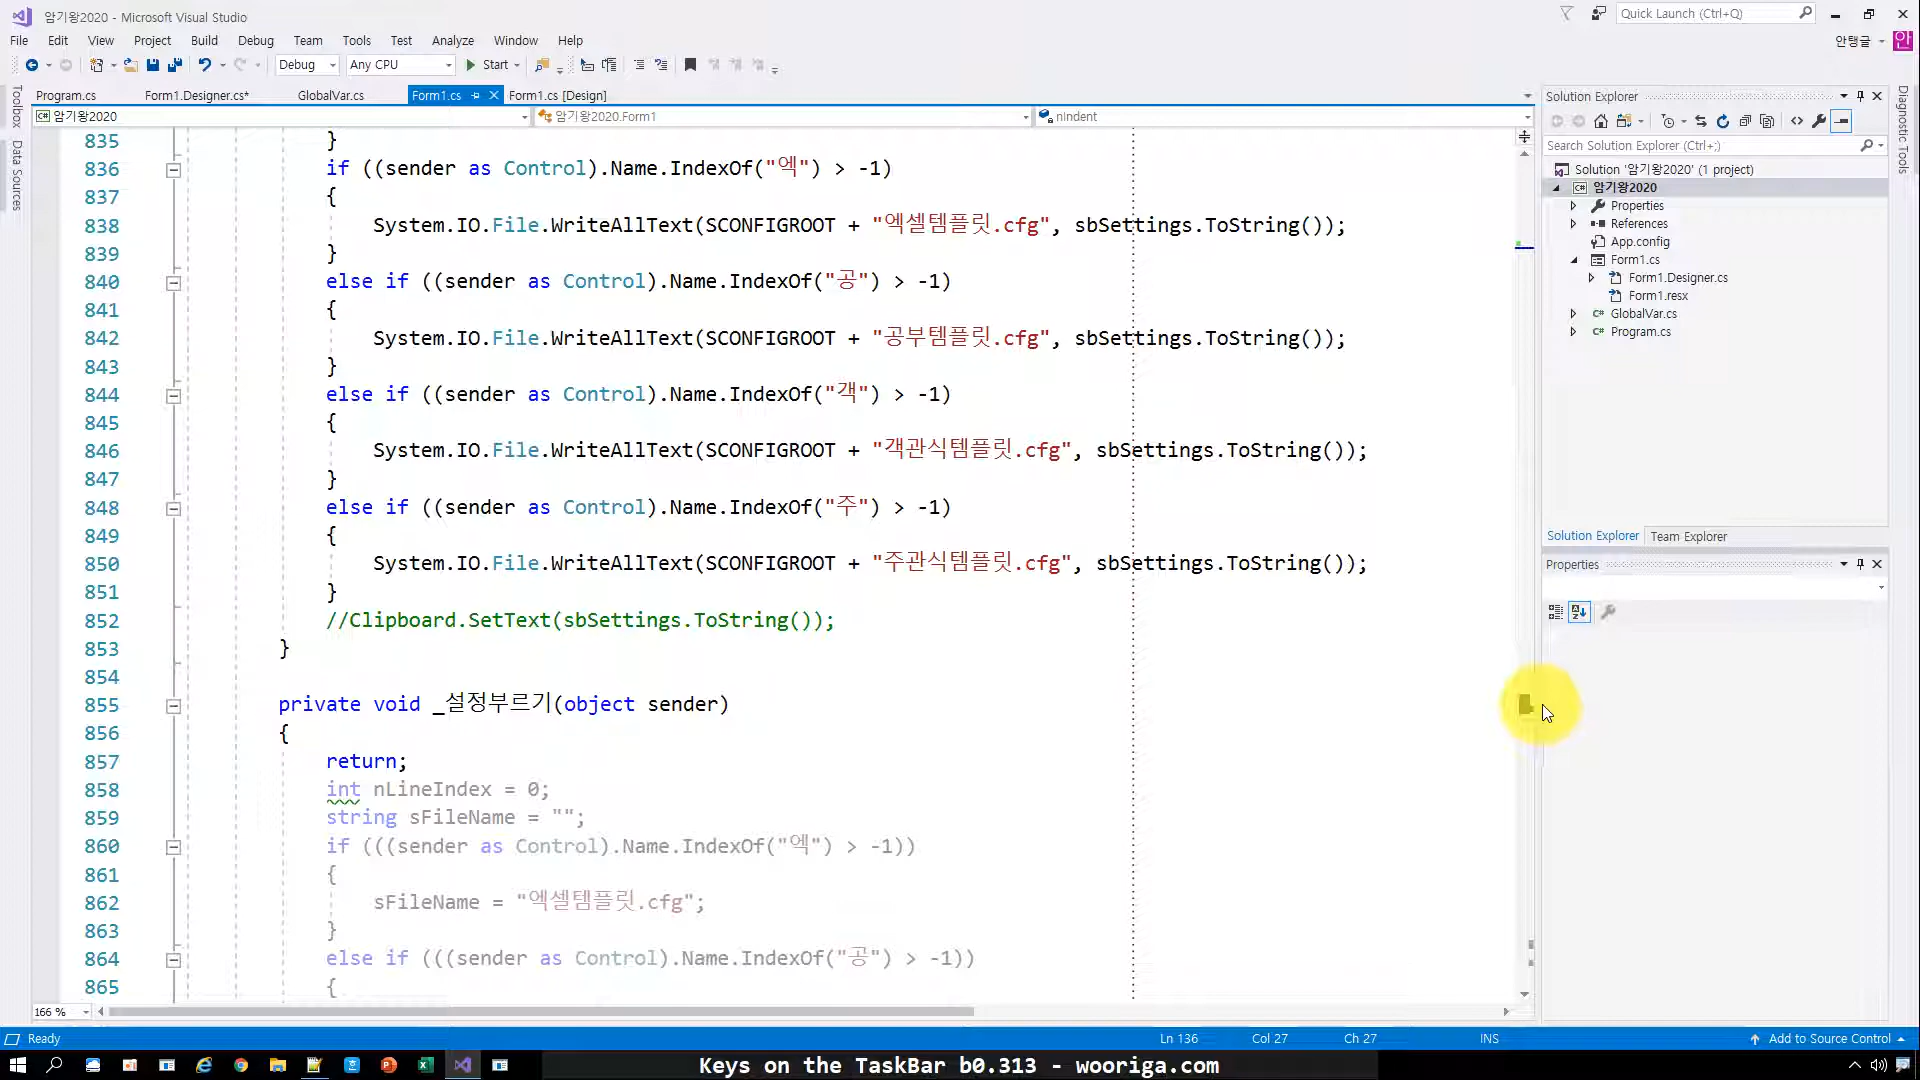 암기왕2020 - Microsoft Visual Studio
Quick Launch (Ctrl+Q)
File Edit View Project Build Debug Team Tools Test Analyze Window Help
안탱글
안
Debug Any CPU Start
Toolbox
Data Sources
Program.cs Form1.Designer.cs* GlobalVar.cs Form1.cs Form1.cs [Design]
암기왕2020 암기왕2020.Form1 nIndent
835 }
836 if ((sender as Control).Name.IndexOf("엑") > -1)
837 {
838 System.IO.File.WriteAllText(SCONFIGROOT + "엑셀템플릿.cfg", sbSettings.ToString());
839 }
840 else if ((sender as Control).Name.IndexOf("공") > -1)
841 {
842 System.IO.File.WriteAllText(SCONFIGROOT + "공부템플릿.cfg", sbSettings.ToString());
843 }
844 else if ((sender as Control).Name.IndexOf("객") > -1)
845 {
846 System.IO.File.WriteAllText(SCONFIGROOT + "객관식템플릿.cfg", sbSettings.ToString());
847 }
848 else if ((sender as Control).Name.IndexOf("주") > -1)
849 {
850 System.IO.File.WriteAllText(SCONFIGROOT + "주관식템플릿.cfg", sbSettings.ToString());
851 }
852 //Clipboard.SetText(sbSettings.ToString());
853 }
854
855 private void _설정부르기(object sender)
856 {
857 return;
858 int nLineIndex = 0;
859 string sFileName = "";
860 if (((sender as Control).Name.IndexOf("엑") > -1))
861 {
862 sFileName = "엑셀템플릿.cfg";
863 }
864 else if (((sender as Control).Name.IndexOf("공") > -1))
865 {
166 %
Solution Explorer
Search Solution Explorer (Ctrl+;)
Solution '암기왕2020' (1 project)
암기왕2020
Properties
References
App.config
Form1.cs
Form1.Designer.cs
Form1.resx
GlobalVar.cs
Program.cs
Solution Explorer Team Explorer
Properties
Diagnostic Tools
Ready Ln 136 Col 27 Ch 27 INS Add to Source Control
Keys on the TaskBar b0.313 - wooriga.com